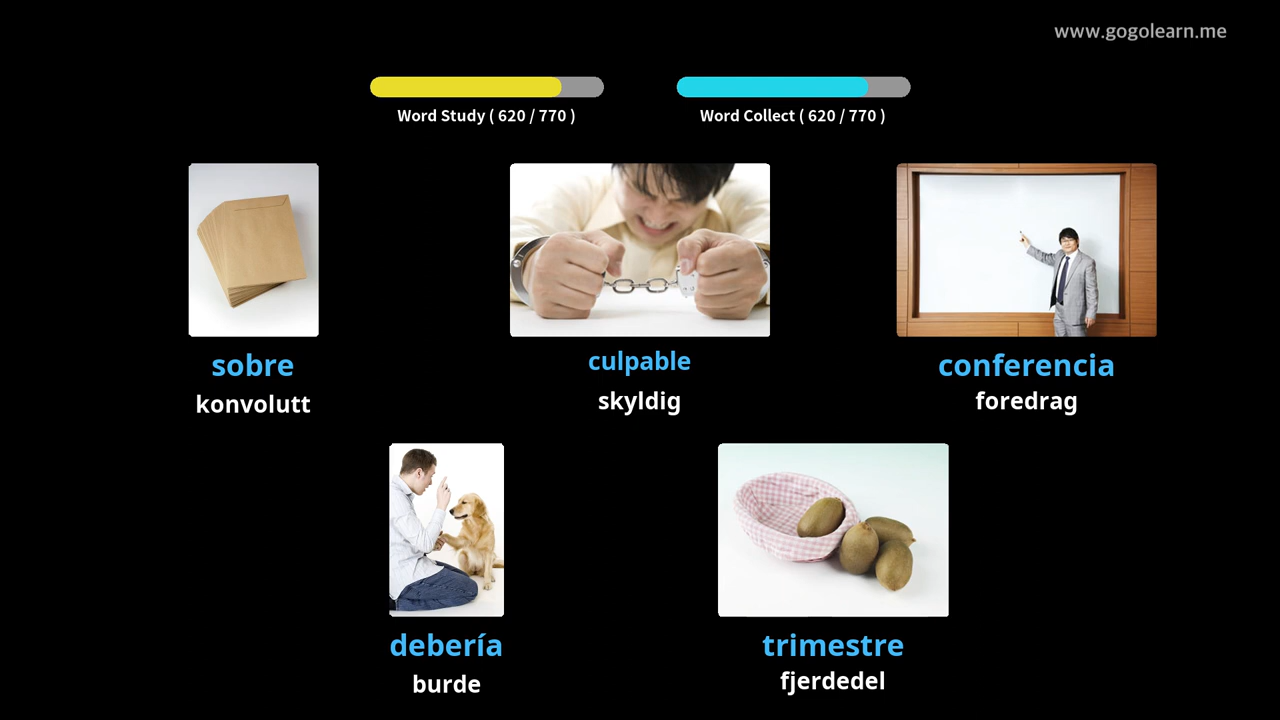 www.gogolearn.me
Word Study ( 620 / 770 )
Word Collect ( 620 / 770 )
sobre
konvolutt
culpable
skyldig
conferencia
foredrag
debería
burde
trimestre
fjerdedel